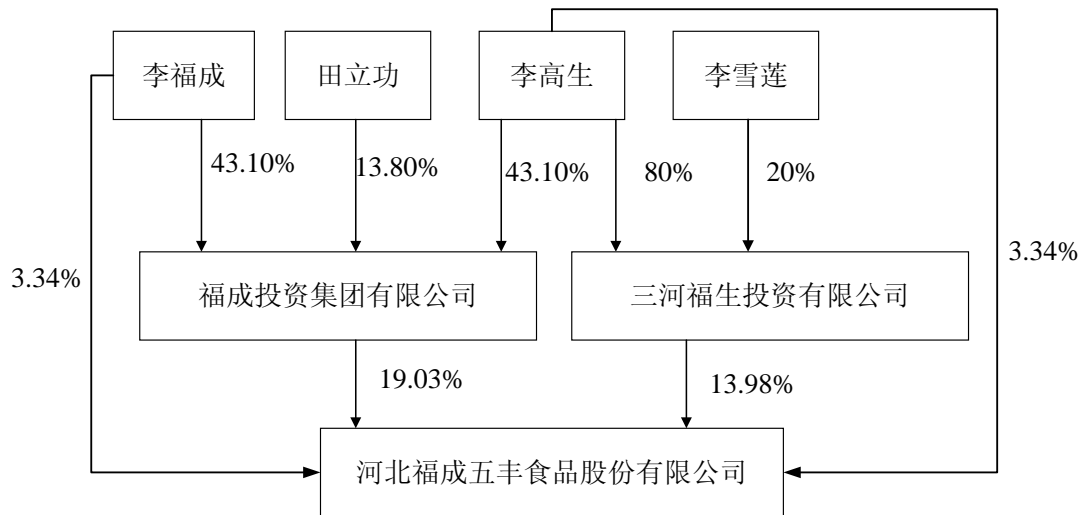 李福成
田立功
李高生
李雪莲
43.10%
13.80%
43.10%
80%
20%
3.34%
3.34%
福成投资集团有限公司
三河福生投资有限公司
19.03%
13.98%
河北福成五丰食品股份有限公司